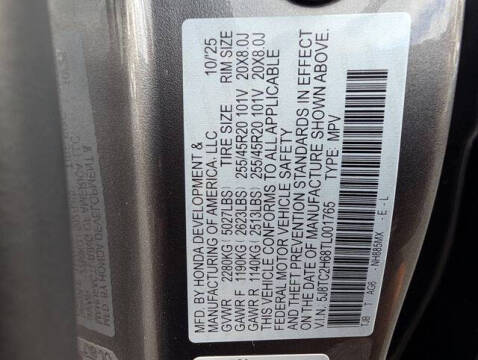 MFD. BY HONDA DEVELOPMENT & 10/25
MANUFACTURING OF AMERICA, LLC
TIRE SIZE RIM SIZE
GVWR 2280KG ( 5027LBS)
GAWR F 1190KG ( 2623LBS) 255/45R20 101V 20X8.0J
GAWR R 1140KG ( 2513LBS) 255/45R20 101V 20X8.0J
THIS VEHICLE CONFORMS TO ALL APPLICABLE
FEDERAL MOTOR VEHICLE SAFETY
AND THEFT PREVENTION STANDARDS IN EFFECT
ON THE DATE OF MANUFACTURE SHOWN ABOVE.
V.I.N. 5J8TC2H68TL001765 TYPE: MPV
TJB T AG6 - NH885MX - E - L